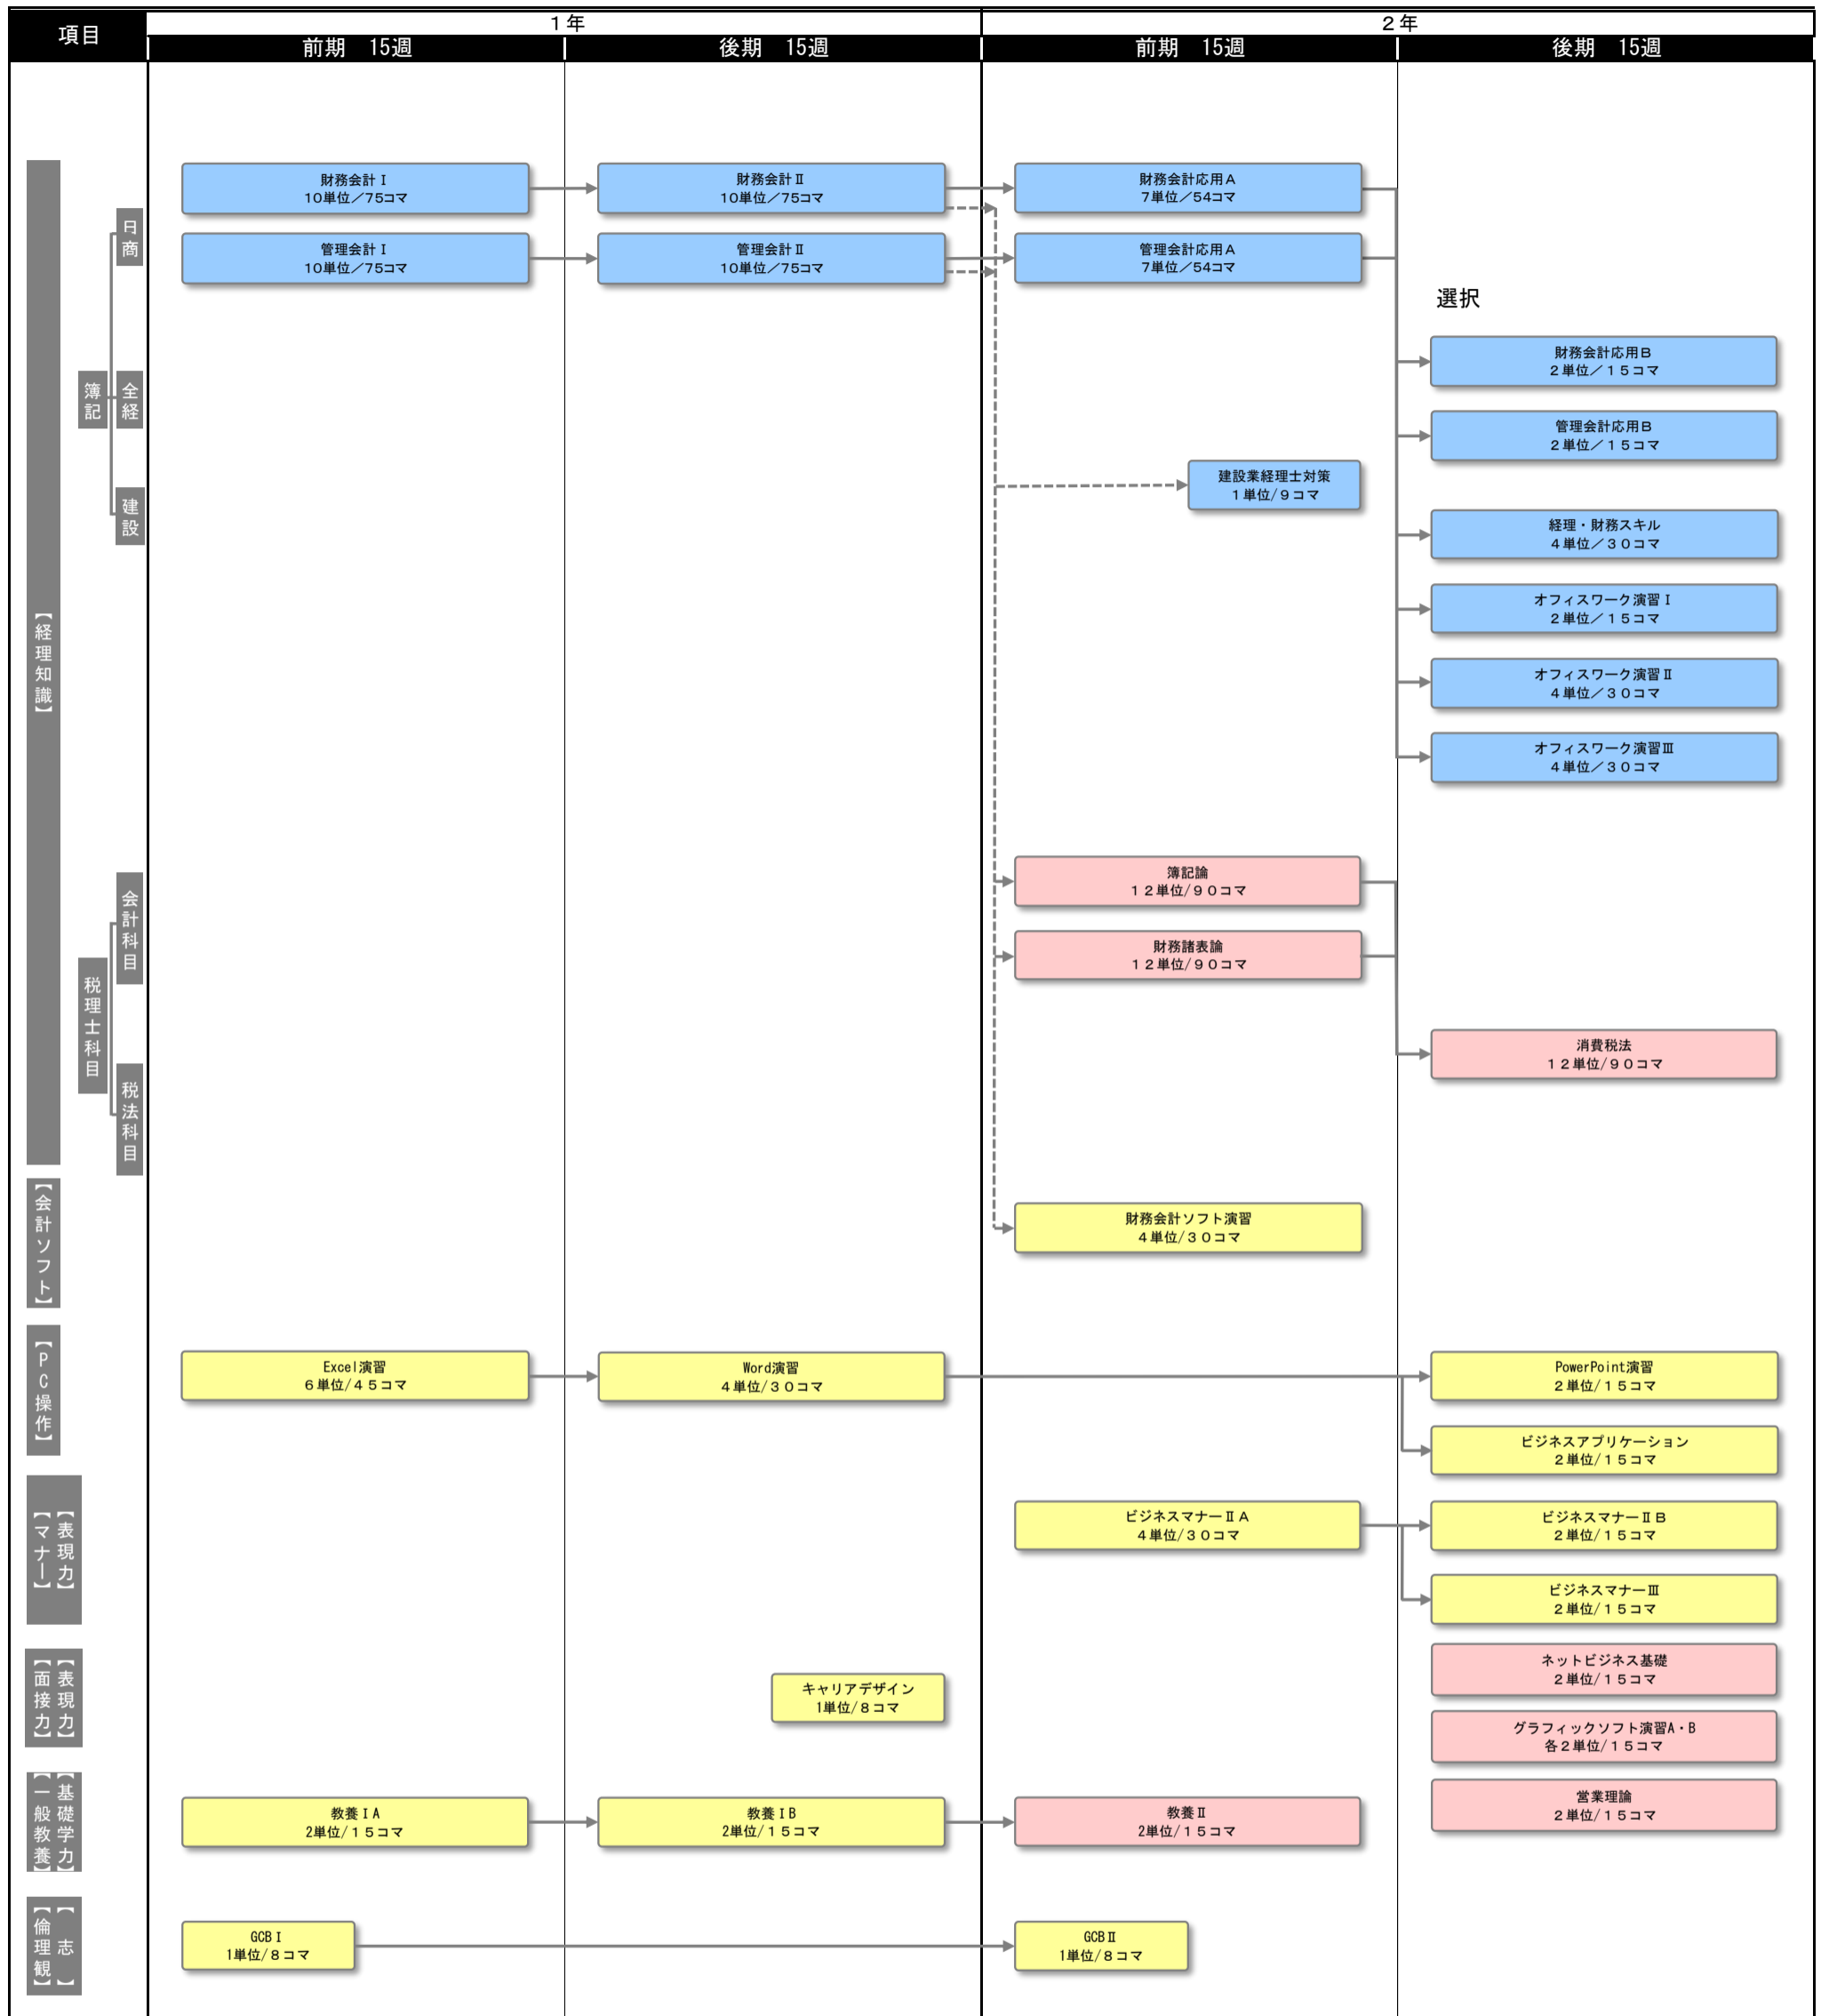 項目
１年
２年
前期　15週
後期　15週
前期　15週
後期　15週
【経理知識】
簿記
日商
全経
建設
財務会計Ⅰ
10単位／75コマ
財務会計Ⅱ
10単位／75コマ
財務会計応用Ａ
7単位／54コマ
管理会計Ⅰ
10単位／75コマ
管理会計Ⅱ
10単位／75コマ
管理会計応用Ａ
7単位／54コマ
選択
財務会計応用Ｂ
２単位／１５コマ
管理会計応用Ｂ
２単位／１５コマ
建設業経理士対策
１単位/９コマ
経理・財務スキル
４単位／３０コマ
オフィスワーク演習Ⅰ
２単位／１５コマ
オフィスワーク演習Ⅱ
４単位／３０コマ
オフィスワーク演習Ⅲ
４単位／３０コマ
税理士科目
会計科目
税法科目
簿記論
１２単位/９０コマ
財務諸表論
１２単位/９０コマ
消費税法
１２単位/９０コマ
【会計ソフト】
財務会計ソフト演習
４単位/３０コマ
【ＰＣ操作】
Excel演習
６単位/４５コマ
Word演習
４単位/３０コマ
PowerPoint演習
２単位/１５コマ
ビジネスアプリケーション
２単位/１５コマ
【表現力】
【マナー】
ビジネスマナーⅡＡ
４単位/３０コマ
ビジネスマナーⅡＢ
２単位/１５コマ
ビジネスマナーⅢ
２単位/１５コマ
【表現力】
【面接力】
キャリアデザイン
1単位/８コマ
ネットビジネス基礎
２単位/１５コマ
グラフィックソフト演習A・B
各２単位/１５コマ
【基礎学力】
【一般教養】
教養ⅠA
2単位/１５コマ
教養ⅠB
2単位/１５コマ
教養Ⅱ
2単位/１５コマ
営業理論
２単位/１５コマ
【志】
【倫理観】
GCBⅠ
1単位/８コマ
GCBⅡ
1単位/８コマ